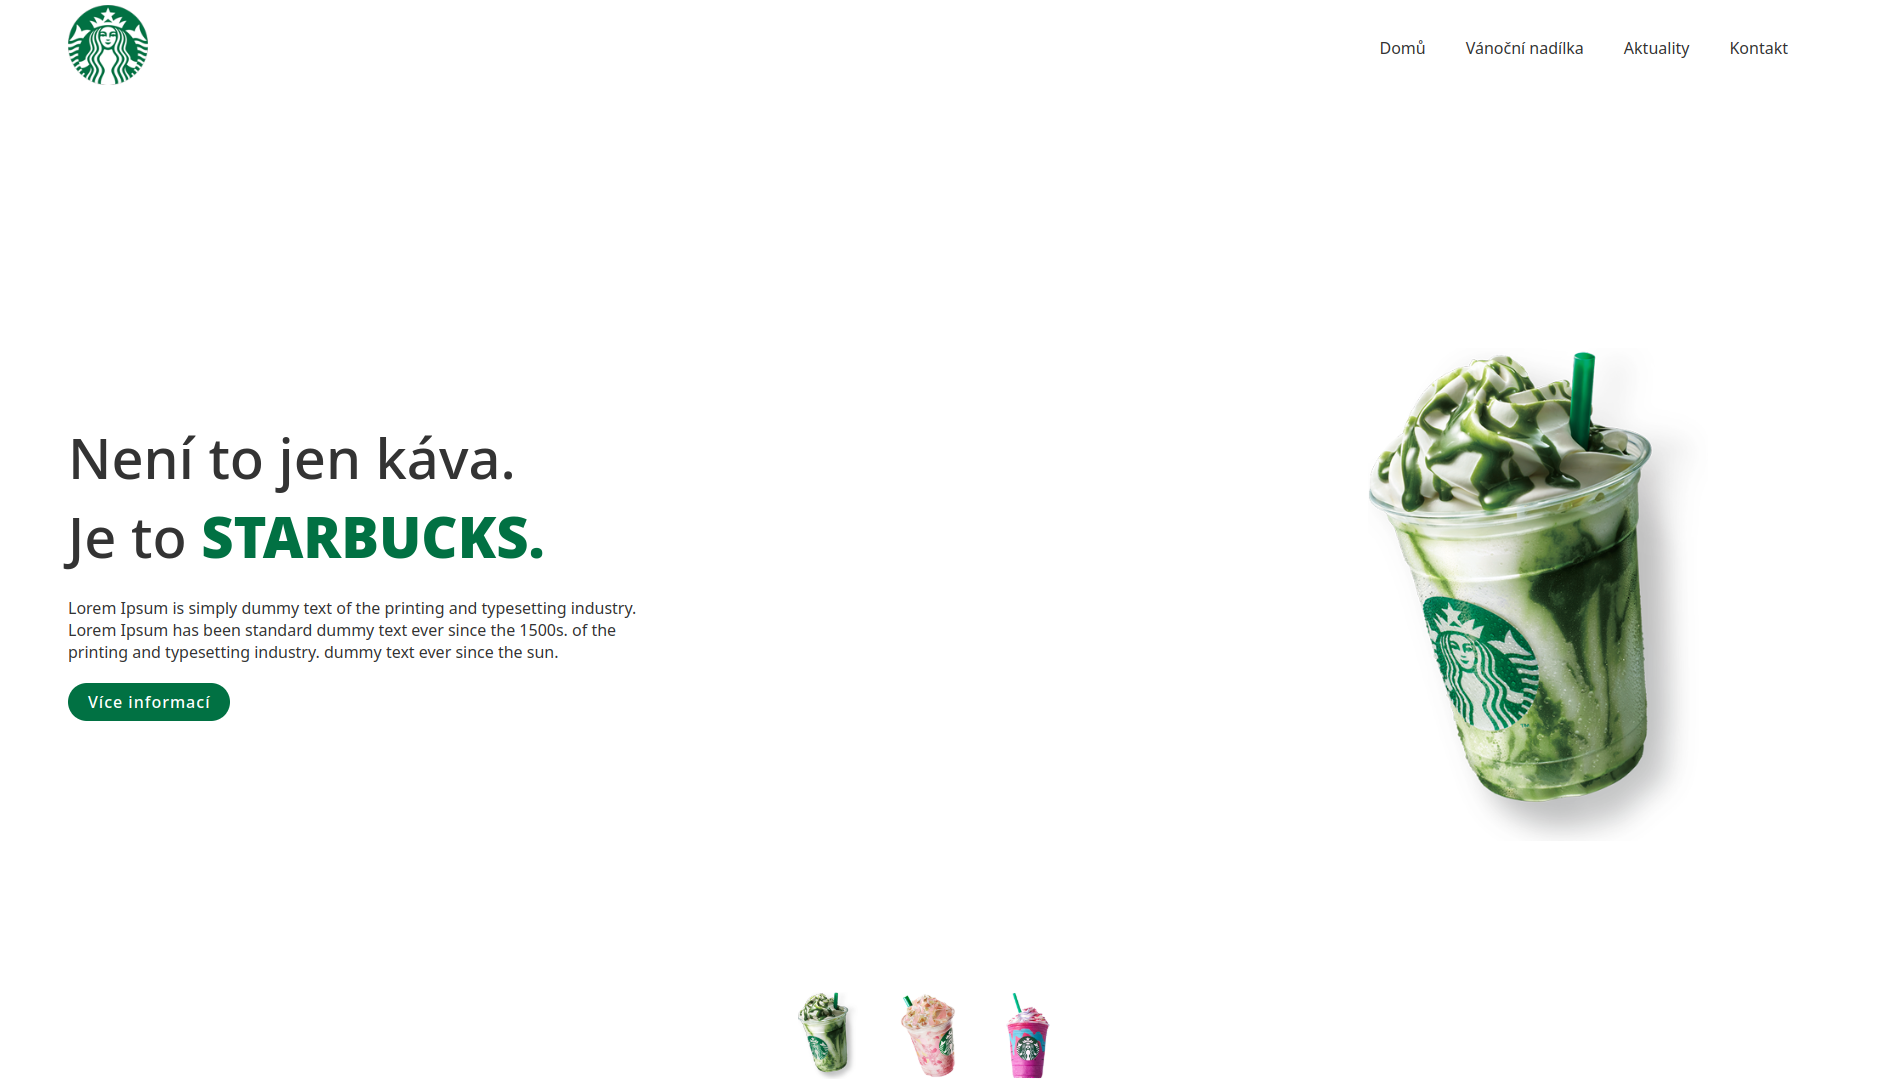 Domů Vánoční nadílka Aktuality Kontakt
Není to jen káva.
Je to STARBUCKS.
Lorem Ipsum is simply dummy text of the printing and typesetting industry.
Lorem Ipsum has been standard dummy text ever since the 1500s. of the
printing and typesetting industry. dummy text ever since the sun.
Více informací